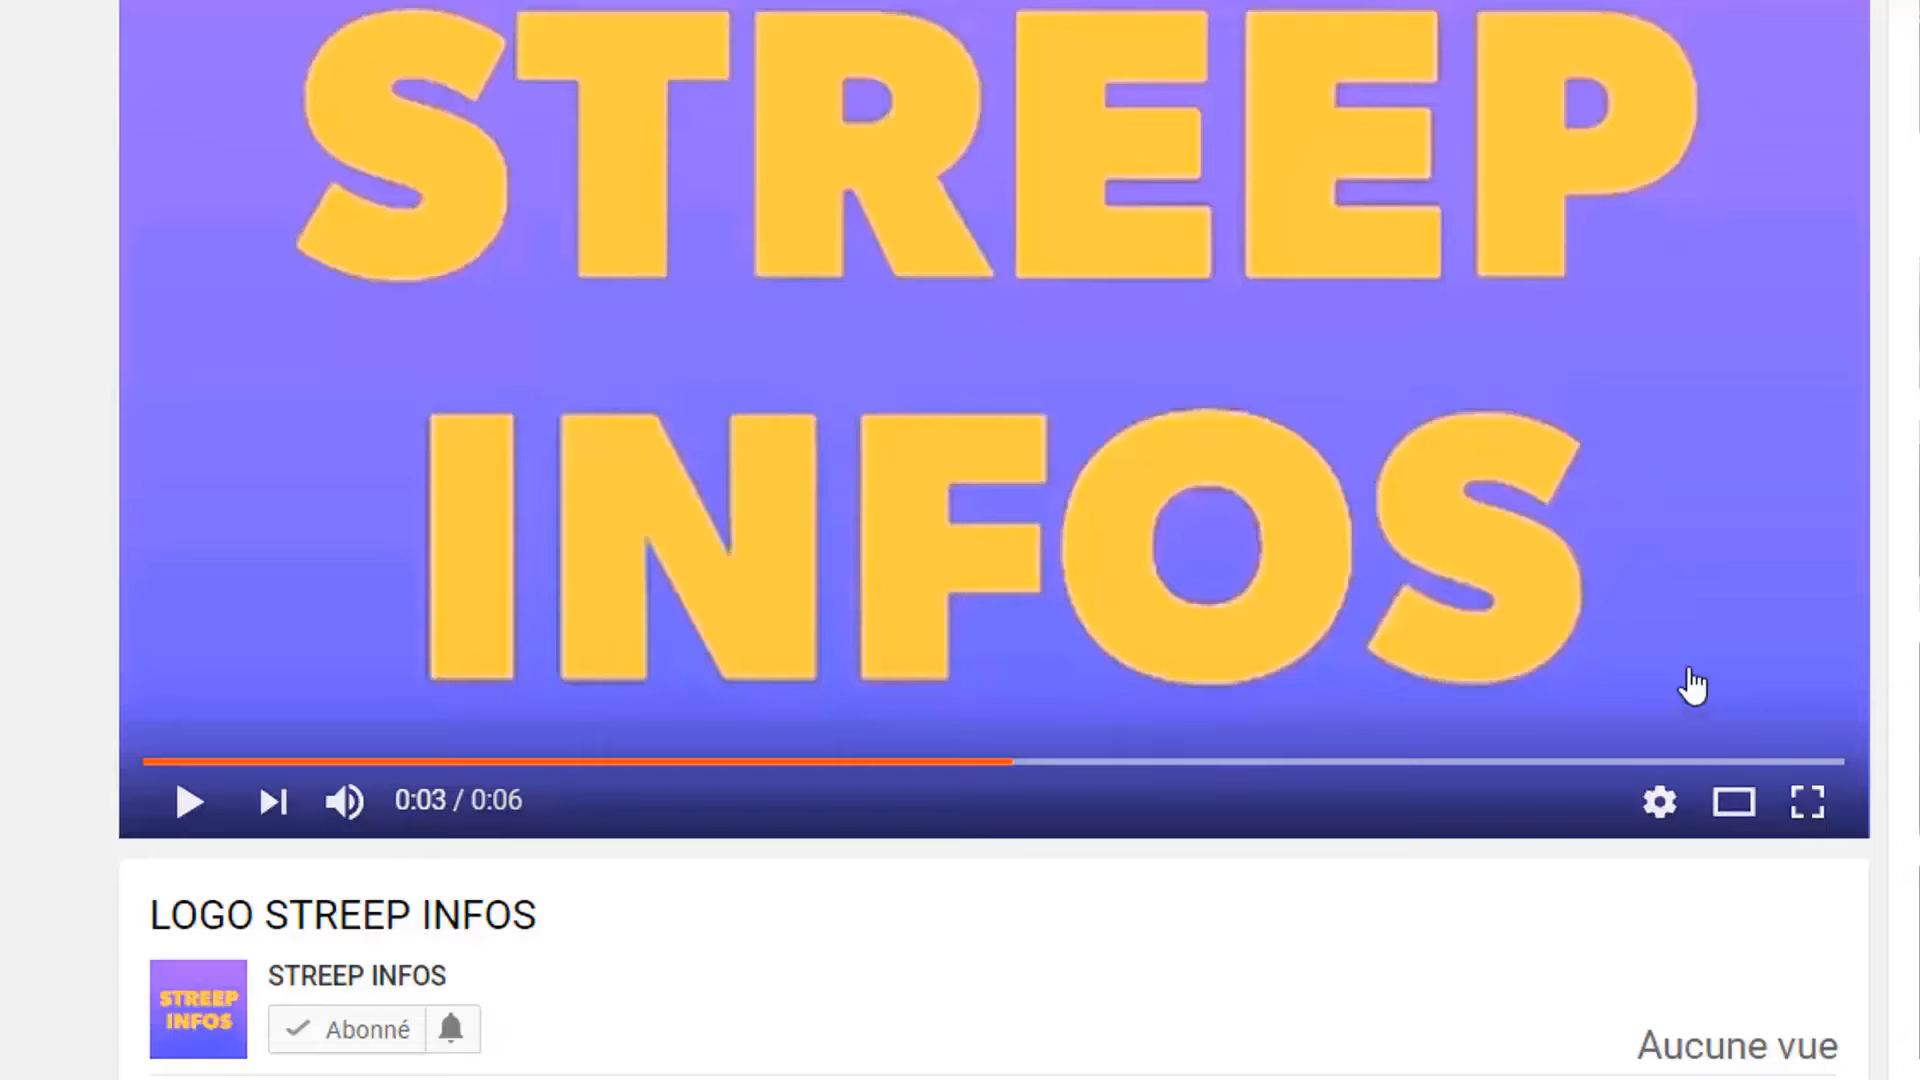 STREEP
INFOS
0:03 / 0:06
LOGO STREEP INFOS
STREEP
INFOS
STREEP INFOS
Abonné
Aucune vue